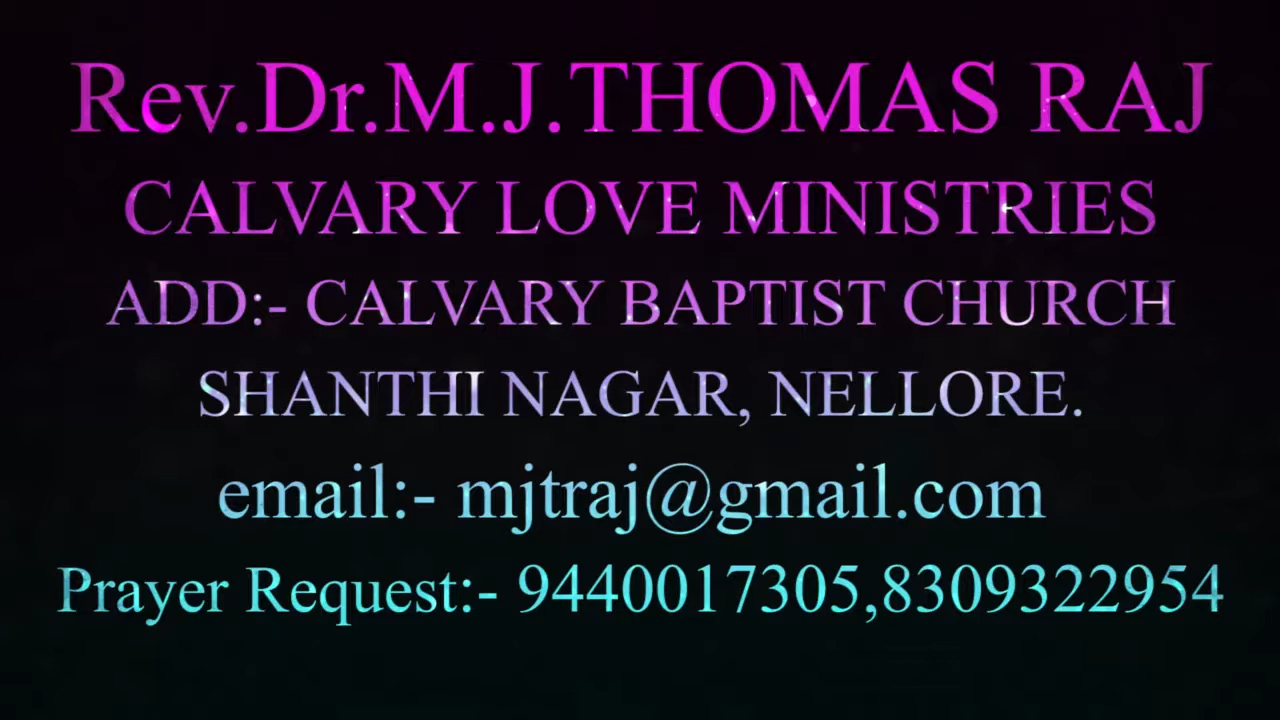 Rev.Dr.M.J.THOMAS RAJ
CALVARY LOVE MINISTRIES
ADD:- CALVARY BAPTIST CHURCH
SHANTHI NAGAR, NELLORE.
email:- mjtraj@gmail.com
Prayer Request:- 9440017305,8309322954